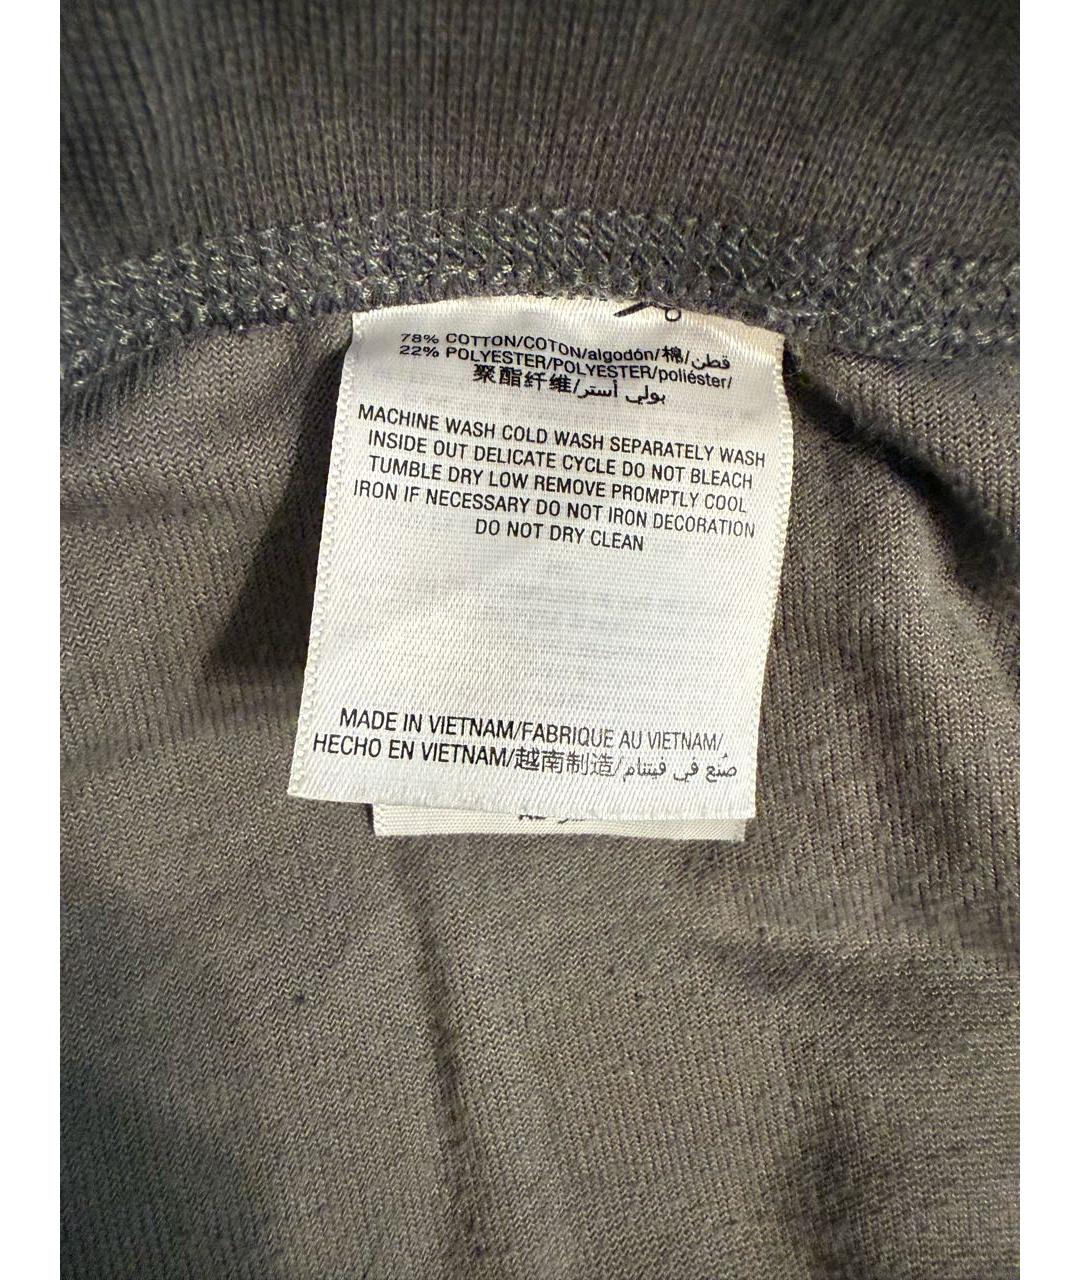 78% COTTON/COTON/algodón/棉/قطن
22% POLYESTER/POLYESTER/poliéster/
聚酯纤维/بولي أستر
MACHINE WASH COLD WASH SEPARATELY WASH
INSIDE OUT DELICATE CYCLE DO NOT BLEACH
TUMBLE DRY LOW REMOVE PROMPTLY COOL
IRON IF NECESSARY DO NOT IRON DECORATION
DO NOT DRY CLEAN
MADE IN VIETNAM/FABRIQUE AU VIETNAM/
HECHO EN VIETNAM/越南制造/صُنع في فيتنام